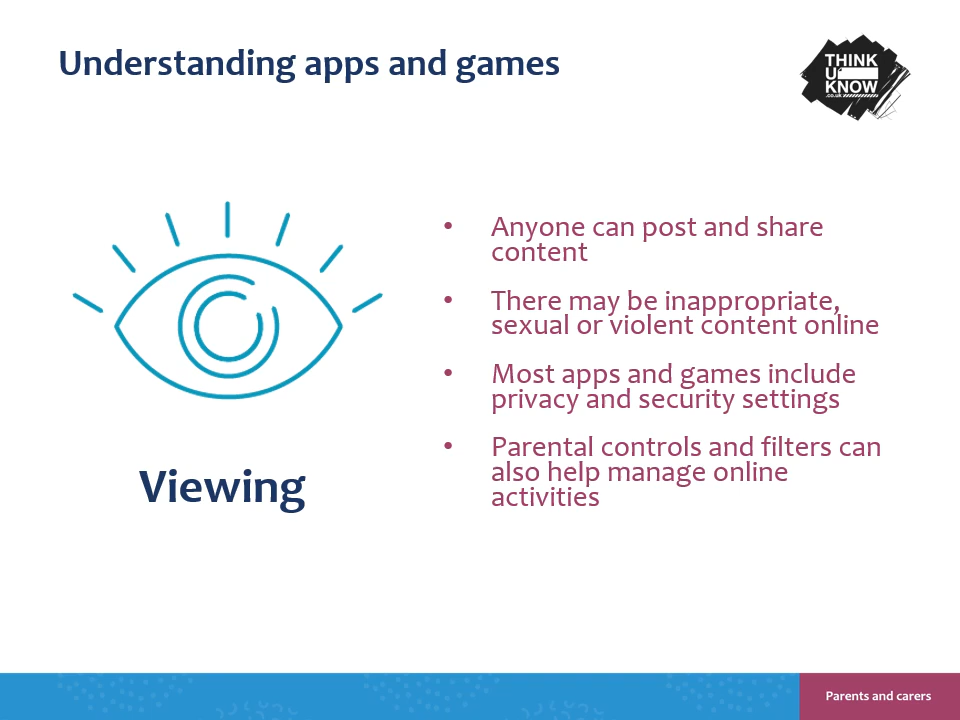 Understanding apps and games
THINK
U
KNOW
.co.uk
• Anyone can post and share
content
• There may be inappropriate,
sexual or violent content online
• Most apps and games include
privacy and security settings
• Parental controls and filters can
also help manage online
activities
Viewing
Parents and carers